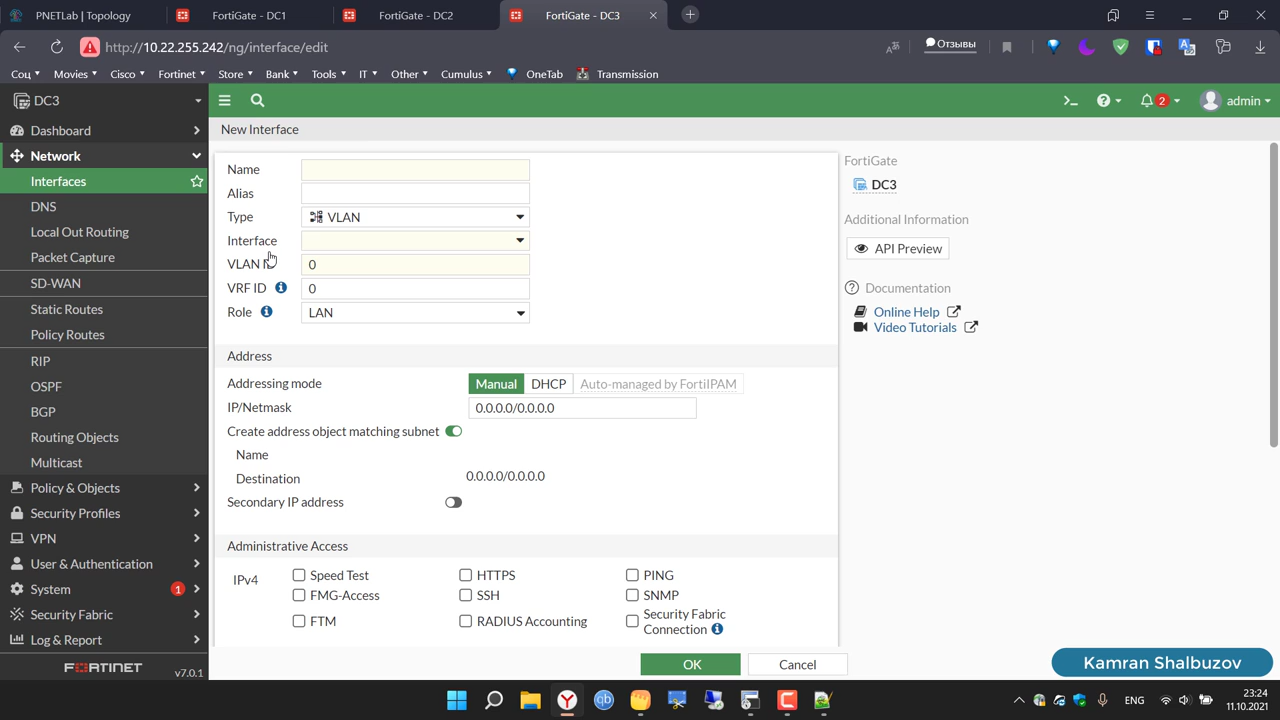 PNETLab | Topology
FortiGate - DC1
FortiGate - DC2
FortiGate - DC3
http://10.22.255.242/ng/interface/edit
Отзывы
Соц
Movies
Cisco
Fortinet
Store
Bank
Tools
IT
Other
Cumulus
OneTab
Transmission
DC3
2
admin
Dashboard
Network
Interfaces
DNS
Local Out Routing
Packet Capture
SD-WAN
Static Routes
Policy Routes
RIP
OSPF
BGP
Routing Objects
Multicast
Policy & Objects
Security Profiles
VPN
User & Authentication
System
1
Security Fabric
Log & Report
FORTINET
v7.0.1
New Interface
Name
Alias
Type
VLAN
Interface
VLAN ID
0
VRF ID
0
Role
LAN
Address
Addressing mode
Manual
DHCP
Auto-managed by FortiIPAM
IP/Netmask
0.0.0.0/0.0.0.0
Create address object matching subnet
Name
Destination
0.0.0.0/0.0.0.0
Secondary IP address
Administrative Access
IPv4
Speed Test
HTTPS
PING
FMG-Access
SSH
SNMP
FTM
RADIUS Accounting
Security Fabric
Connection
OK
Cancel
FortiGate
DC3
Additional Information
API Preview
Documentation
Online Help
Video Tutorials
Kamran Shalbuzov
ENG
23:24
11.10.2021